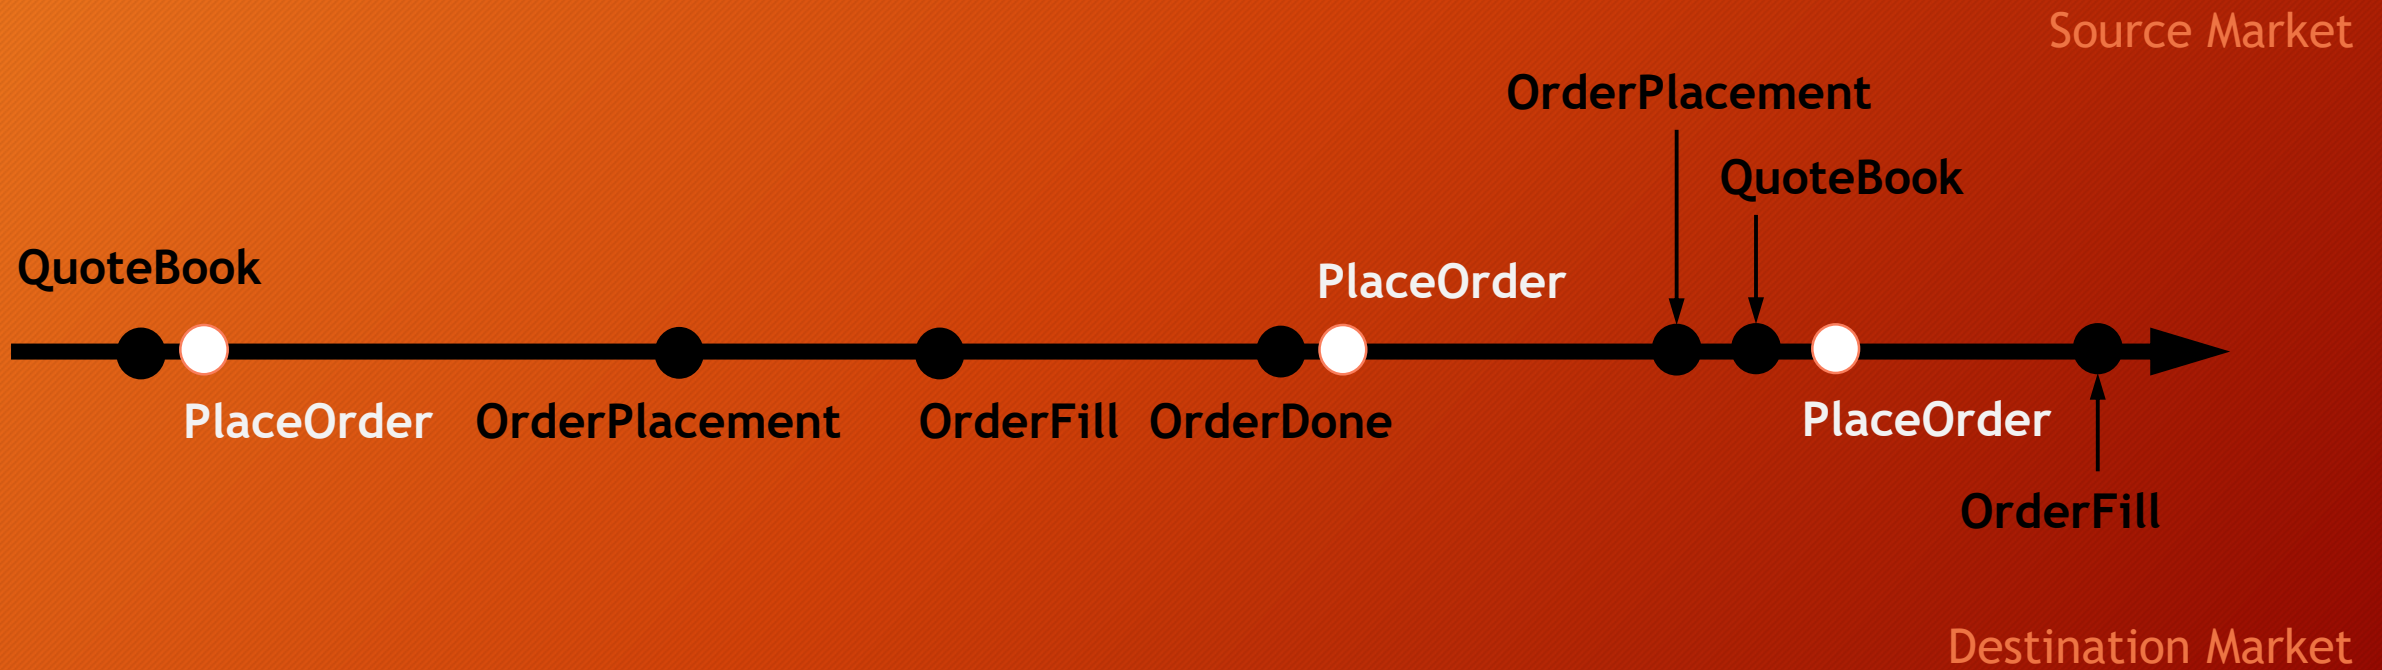 Source Market
OrderPlacement
QuoteBook
QuoteBook
PlaceOrder
PlaceOrder
OrderPlacement
OrderFill
OrderDone
PlaceOrder
OrderFill
Destination Market